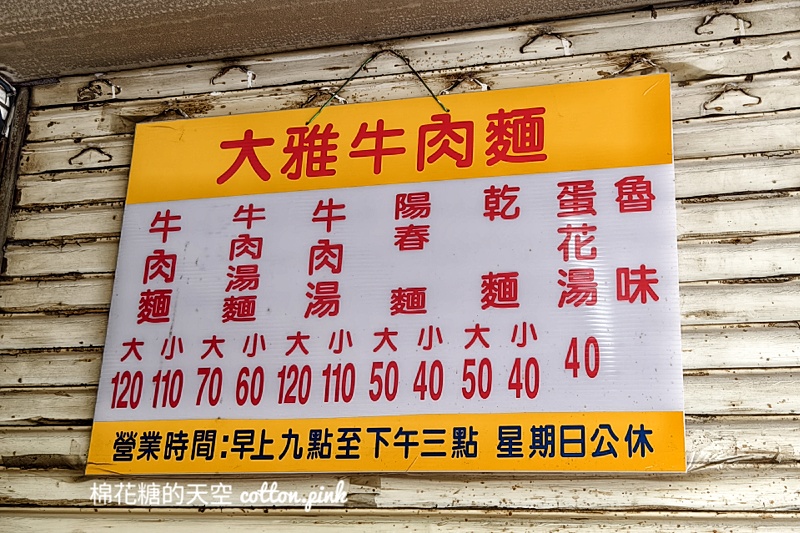 大雅牛肉麵
牛肉麵
大 小
120 110
牛肉湯麵
大 小
70 60
牛肉湯
大 小
120 110
陽春麵
大 小
50 40
乾麵
大 小
50 40
蛋花湯
40
魯味
營業時間:早上九點至下午三點 星期日公休
棉花糖的天空 cotton.pink